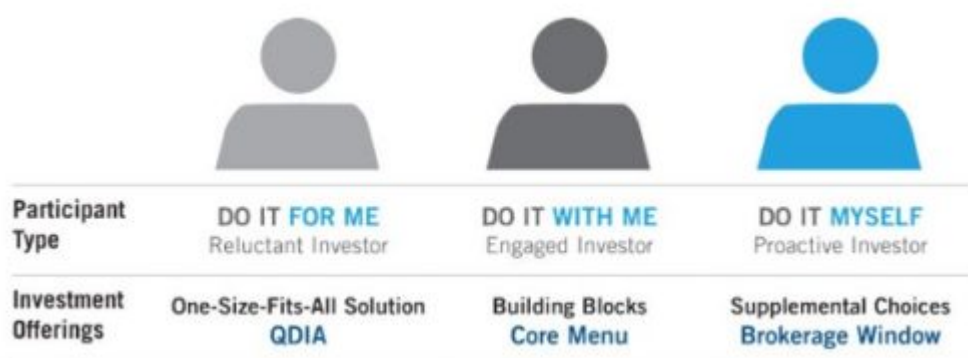 Participant Type
DO IT FOR ME
Reluctant Investor
DO IT WITH ME
Engaged Investor
DO IT MYSELF
Proactive Investor
Investment Offerings
One-Size-Fits-All Solution
QDIA
Building Blocks
Core Menu
Supplemental Choices
Brokerage Window